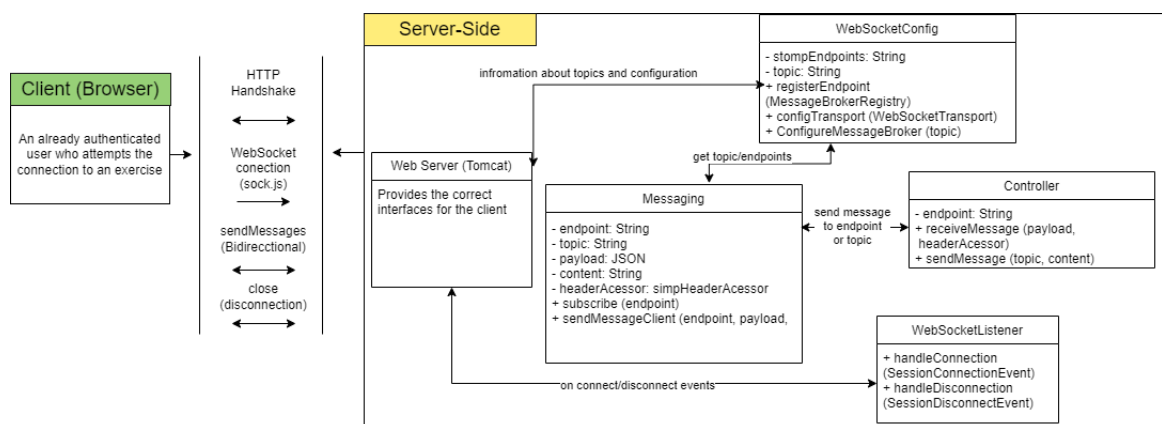 Client (Browser)
An already authenticated
user who attempts the
connection to an exercise
HTTP
Handshake
WebSocket
conection
(sock.js)
sendMessages
(Bidirecctional)
close
(disconnection)
Server-Side
infromation about topics and configuration
WebSocketConfig
- stompEndpoints: String
- topic: String
+ registerEndpoint
(MessageBrokerRegistry)
+ configTransport (WebSocketTransport)
+ ConfigureMessageBroker (topic)
Web Server (Tomcat)
Provides the correct
interfaces for the client
get topic/endpoints
Messaging
- endpoint: String
- topic: String
- payload: JSON
- content: String
- headerAcessor: simpHeaderAcessor
+ subscribe (endpoint)
+ sendMessageClient (endpoint, payload,
send message
to endpoint
or topic
Controller
- endpoint: String
+ receiveMessage (payload,
headerAcessor)
+ sendMessage (topic, content)
on connect/disconnect events
WebSocketListener
+ handleConnection
(SessionConnectionEvent)
+ handleDisconnection
(SessionDisconnectEvent)